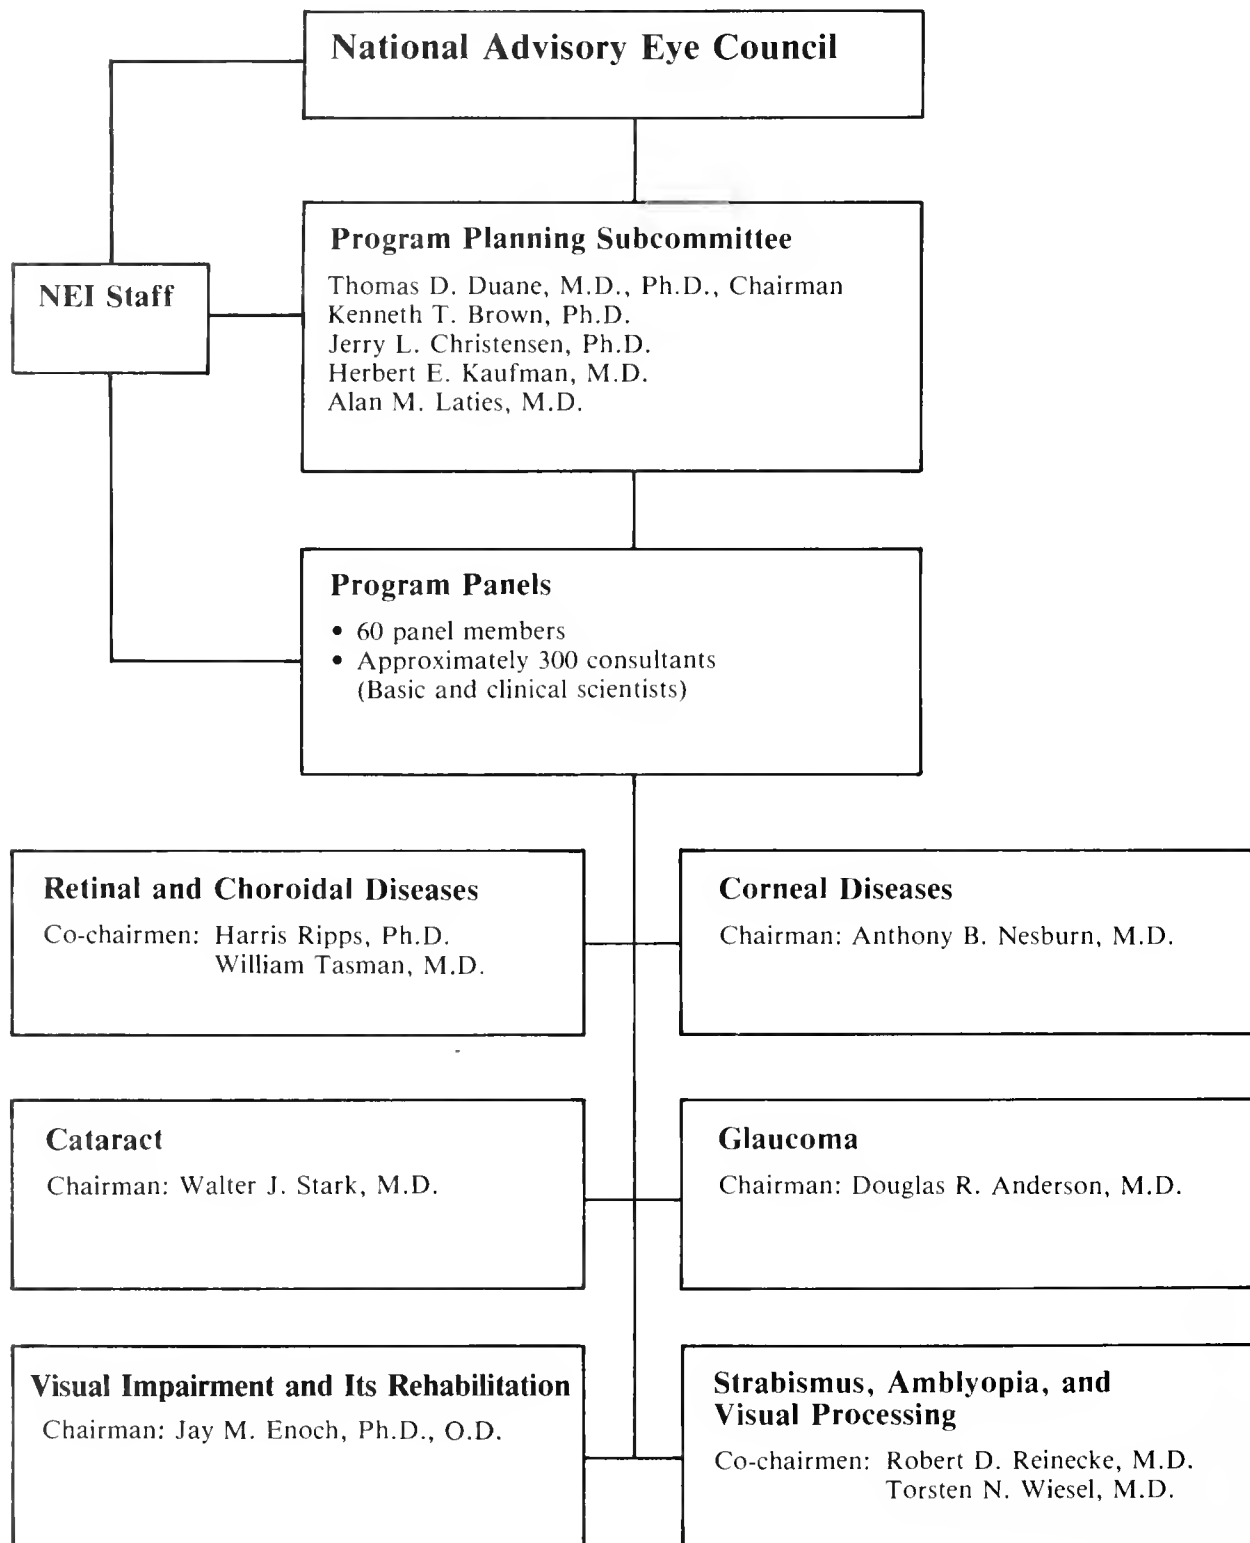 National Advisory Eye Council
Program Planning Subcommittee
Thomas D. Duane, M.D., Ph.D., Chairman
Kenneth T. Brown, Ph.D.
Jerry L. Christensen, Ph.D.
Herbert E. Kaufman, M.D.
Alan M. Laties, M.D.
NEI Staff
Program Panels
• 60 panel members
• Approximately 300 consultants
(Basic and clinical scientists)
Retinal and Choroidal Diseases
Co-chairmen: Harris Ripps, Ph.D.
William Tasman, M.D.
Corneal Diseases
Chairman: Anthony B. Nesburn, M.D.
Cataract
Chairman: Walter J. Stark, M.D.
Glaucoma
Chairman: Douglas R. Anderson, M.D.
Visual Impairment and Its Rehabilitation
Chairman: Jay M. Enoch, Ph.D., O.D.
Strabismus, Amblyopia, and
Visual Processing
Co-chairmen: Robert D. Reinecke, M.D.
Torsten N. Wiesel, M.D.